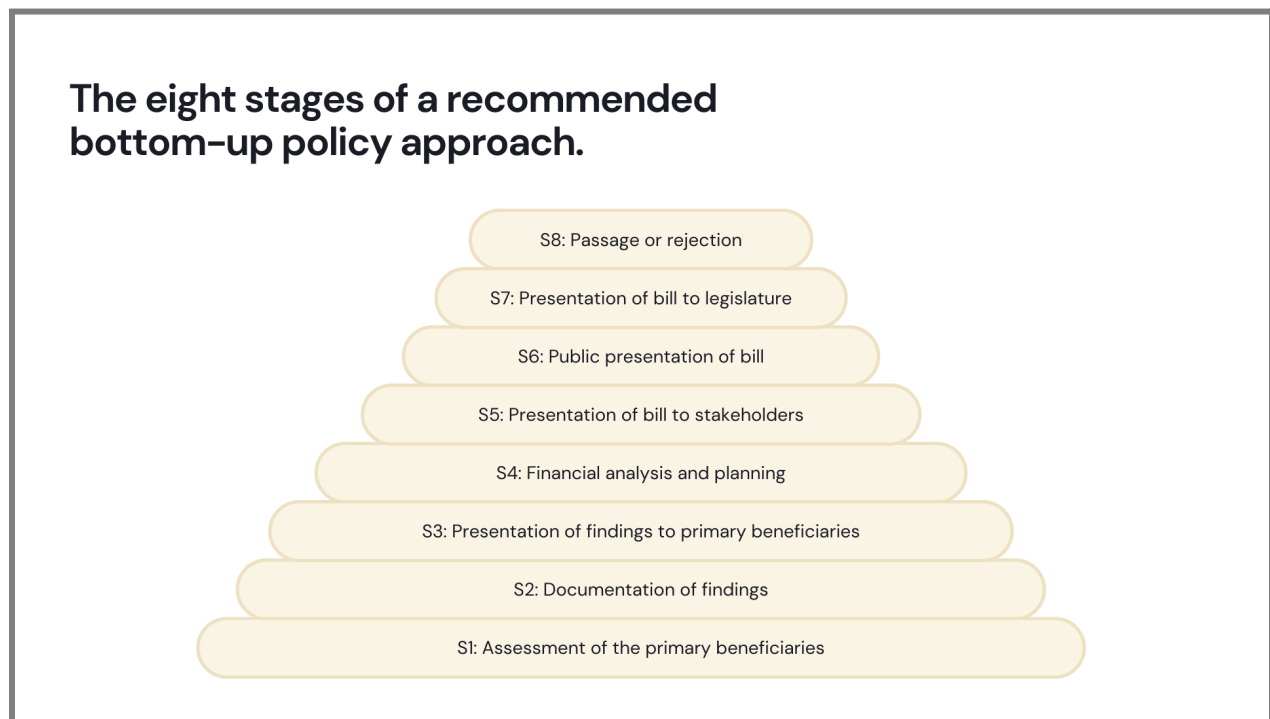 The eight stages of a recommended
bottom-up policy approach.
S8: Passage or rejection
S7: Presentation of bill to legislature
S6: Public presentation of bill
S5: Presentation of bill to stakeholders
S4: Financial analysis and planning
S3: Presentation of findings to primary beneficiaries
S2: Documentation of findings
S1: Assessment of the primary beneficiaries